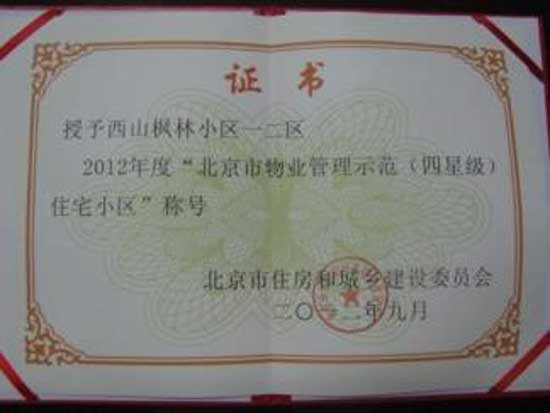 证书
授予西山枫林小区一二区
2012年度“北京市物业管理示范（四星级）
住宅小区”称号
北京市住房和城乡建设委员会
二〇一二年九月